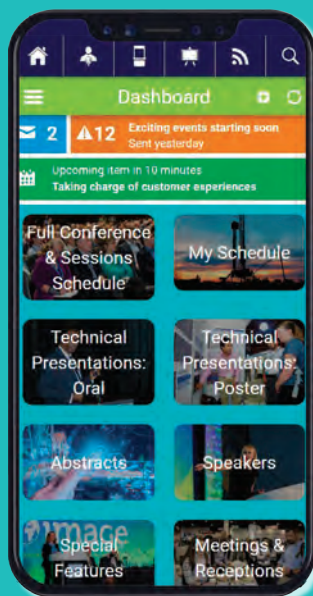 Dashboard
2
12
Exciting events starting soon
Sent yesterday
Upcoming item in 10 minutes
Taking charge of customer experiences
Full Conference
& Sessions
Schedule
My Schedule
Technical
Presentations:
Oral
Technical
Presentations:
Poster
Abstracts
Speakers
image
Special
Features
Meetings &
Receptions